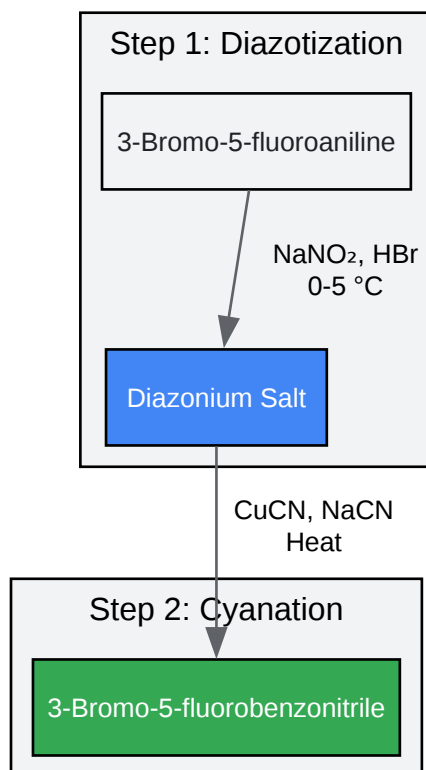 Step 1: Diazotization
3-Bromo-5-fluoroaniline
NaNO₂, HBr
0-5 °C
Diazonium Salt
CuCN, NaCN
Heat
Step 2: Cyanation
3-Bromo-5-fluorobenzonitrile